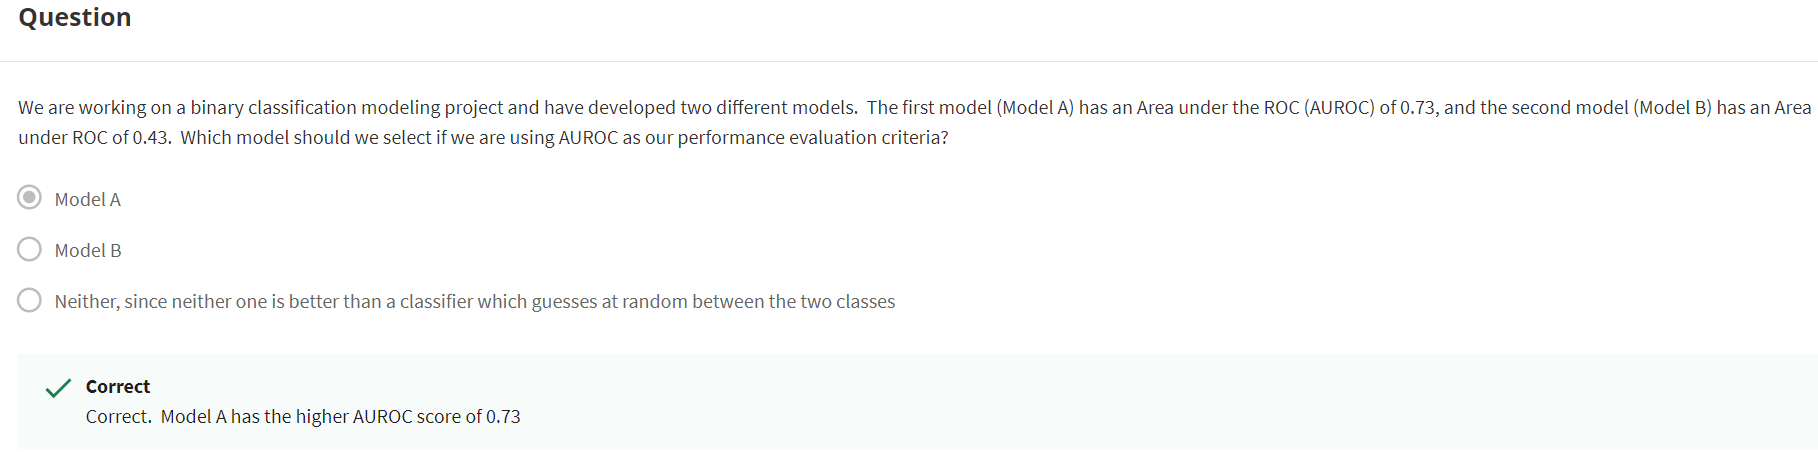 Question
We are working on a binary classification modeling project and have developed two different models.  The first model (Model A) has an Area under the ROC (AUROC) of 0.73, and the second model (Model B) has an Area
under ROC of 0.43.  Which model should we select if we are using AUROC as our performance evaluation criteria?
Model A
Model B
Neither, since neither one is better than a classifier which guesses at random between the two classes
Correct
Correct.  Model A has the higher AUROC score of 0.73